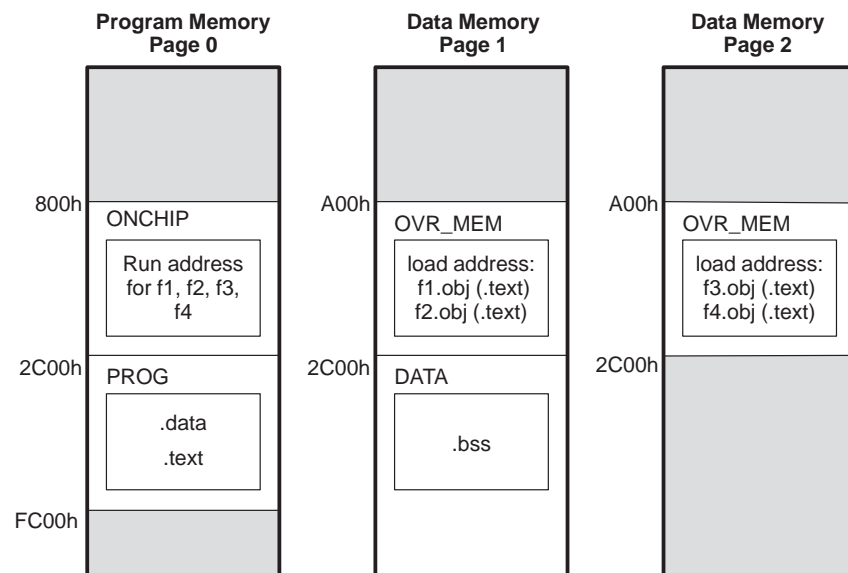 Program Memory
Page 0
800h
ONCHIP
Run address
for f1, f2, f3,
f4
2C00h
PROG
.data
.text
FC00h
Data Memory
Page 1
A00h
OVR_MEM
load address:
f1.obj (.text)
f2.obj (.text)
2C00h
DATA
.bss
Data Memory
Page 2
A00h
OVR_MEM
load address:
f3.obj (.text)
f4.obj (.text)
2C00h